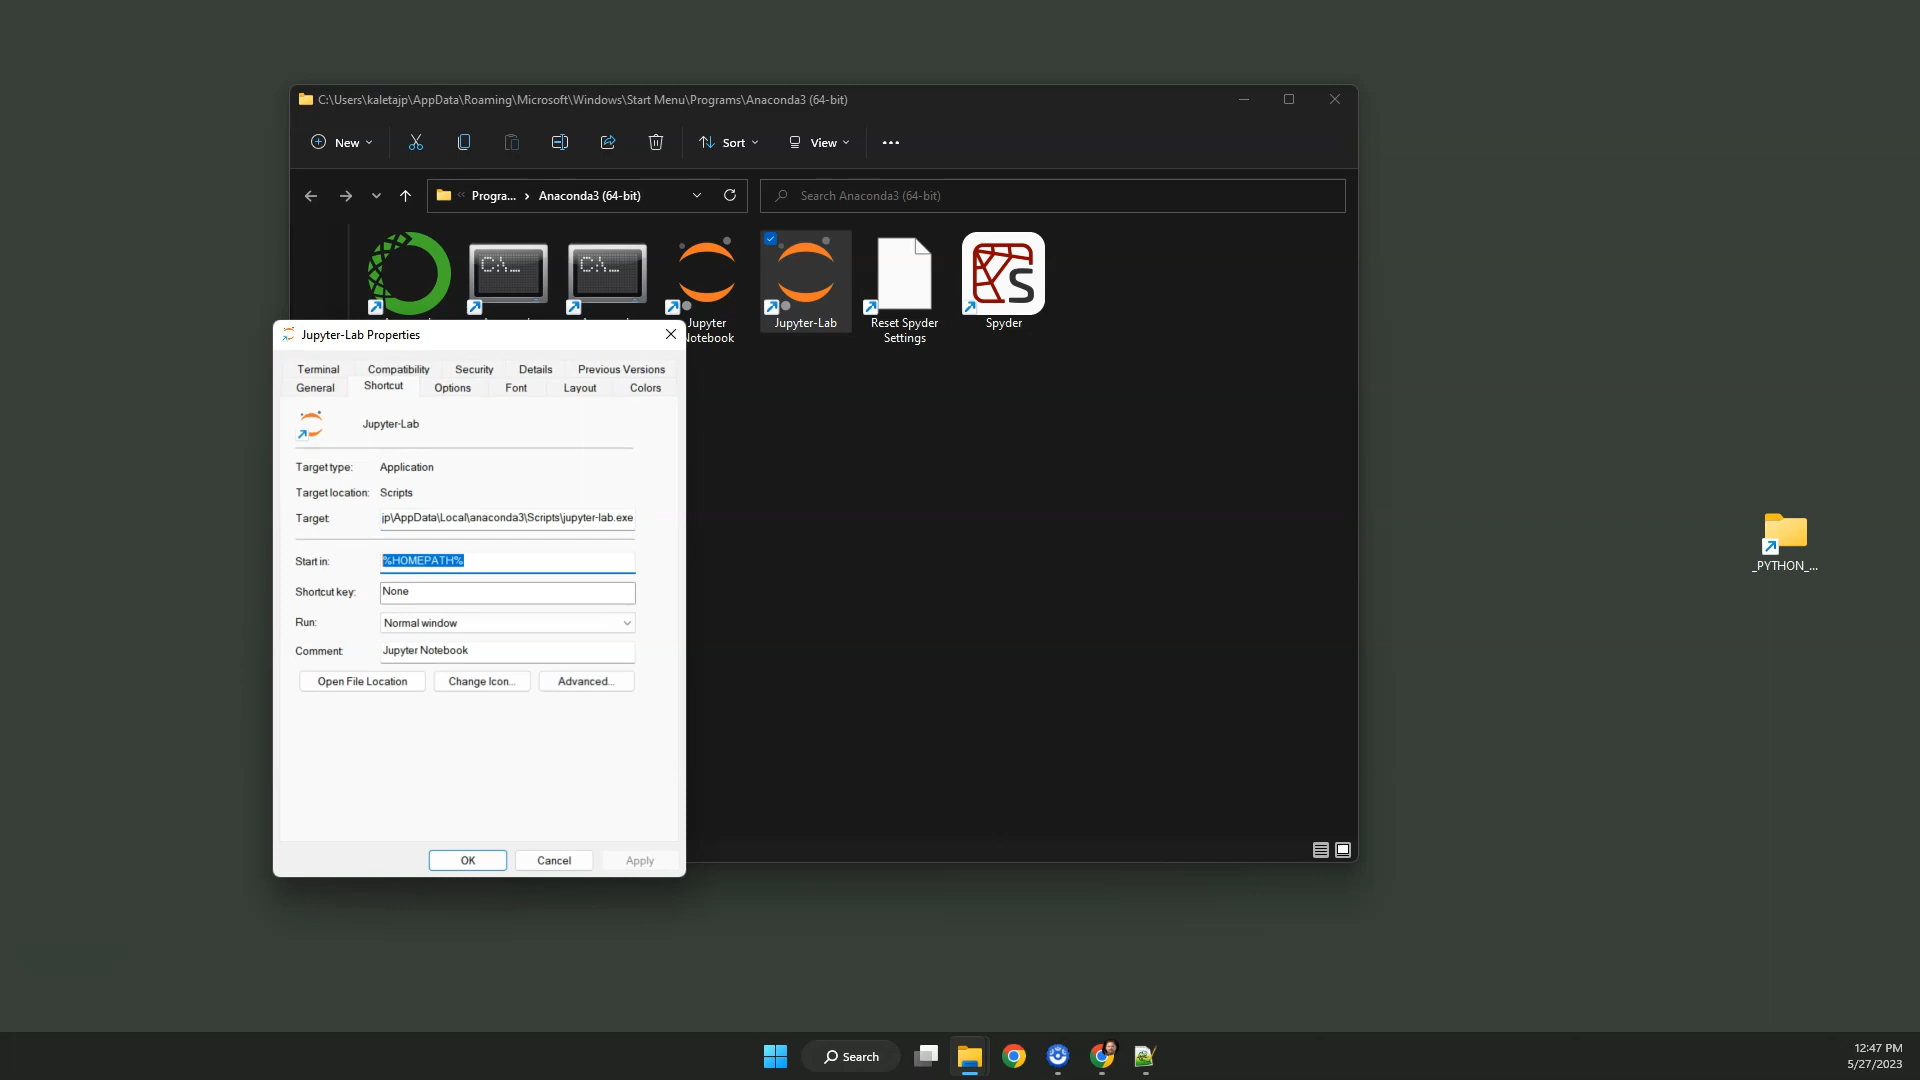 C:\Users\kaletajp\AppData\Roaming\Microsoft\Windows\Start Menu\Programs\Anaconda3 (64-bit)
New
Sort
View
Progra... Anaconda3 (64-bit)
Search Anaconda3 (64-bit)
C:\...
C:\...
Jupyter
Notebook
Jupyter-Lab
Reset Spyder
Settings
S
Spyder
Jupyter-Lab Properties
Terminal Compatibility Security Details Previous Versions
General Shortcut Options Font Layout Colors
Jupyter-Lab
Target type: Application
Target location: Scripts
Target: jp\AppData\Local\anaconda3\Scripts\jupyter-lab.exe
Start in: %HOMEPATH%
Shortcut key: None
Run: Normal window
Comment: Jupyter Notebook
Open File Location Change Icon... Advanced...
OK Cancel Apply
_PYTHON_...
Search
12:47 PM
5/27/2023